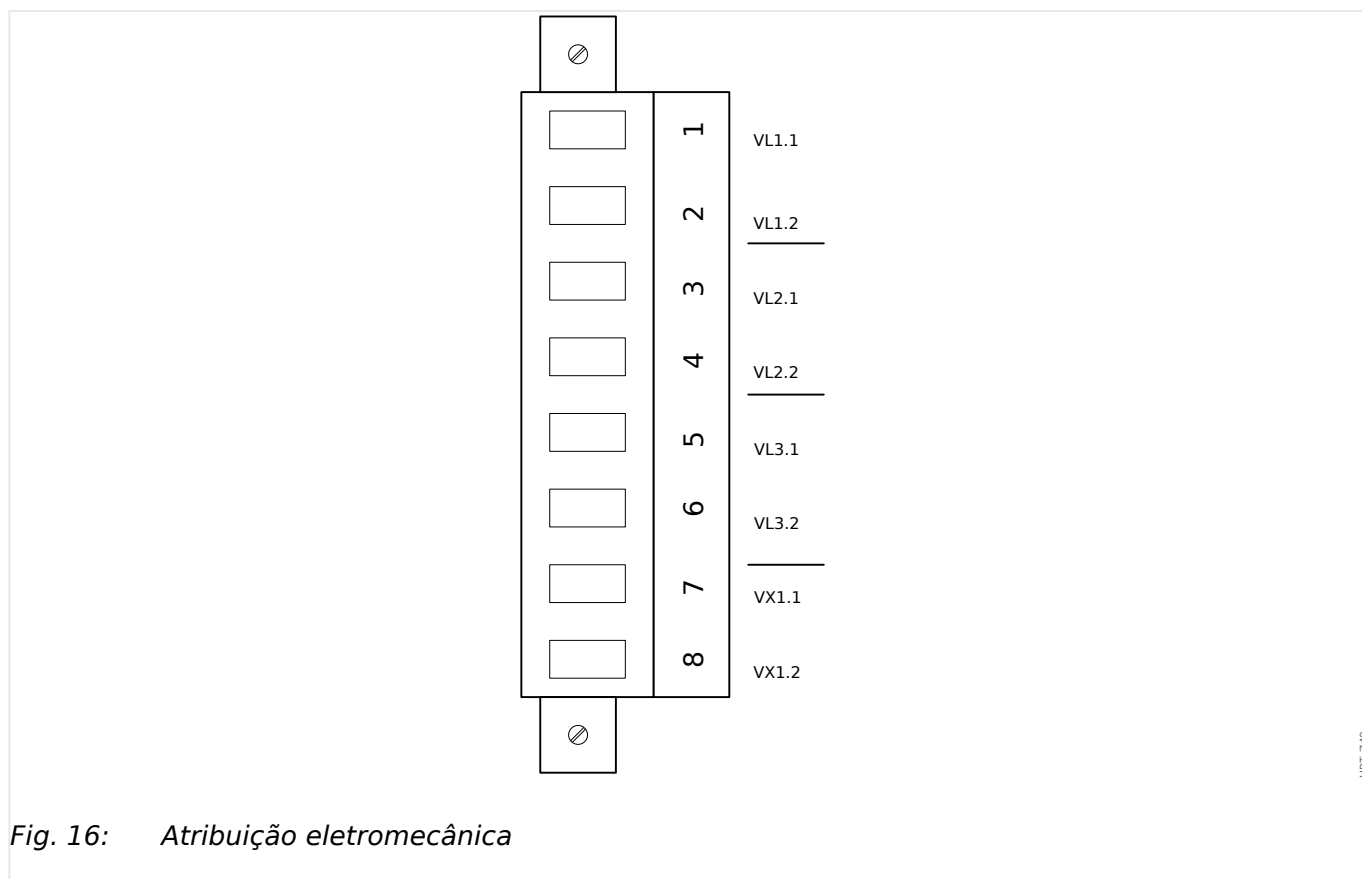 1 VL1.1
2 VL1.2
3 VL2.1
4 VL2.2
5 VL3.1
6 VL3.2
7 VX1.1
8 VX1.2
Fig. 16: Atribuição eletromecânica